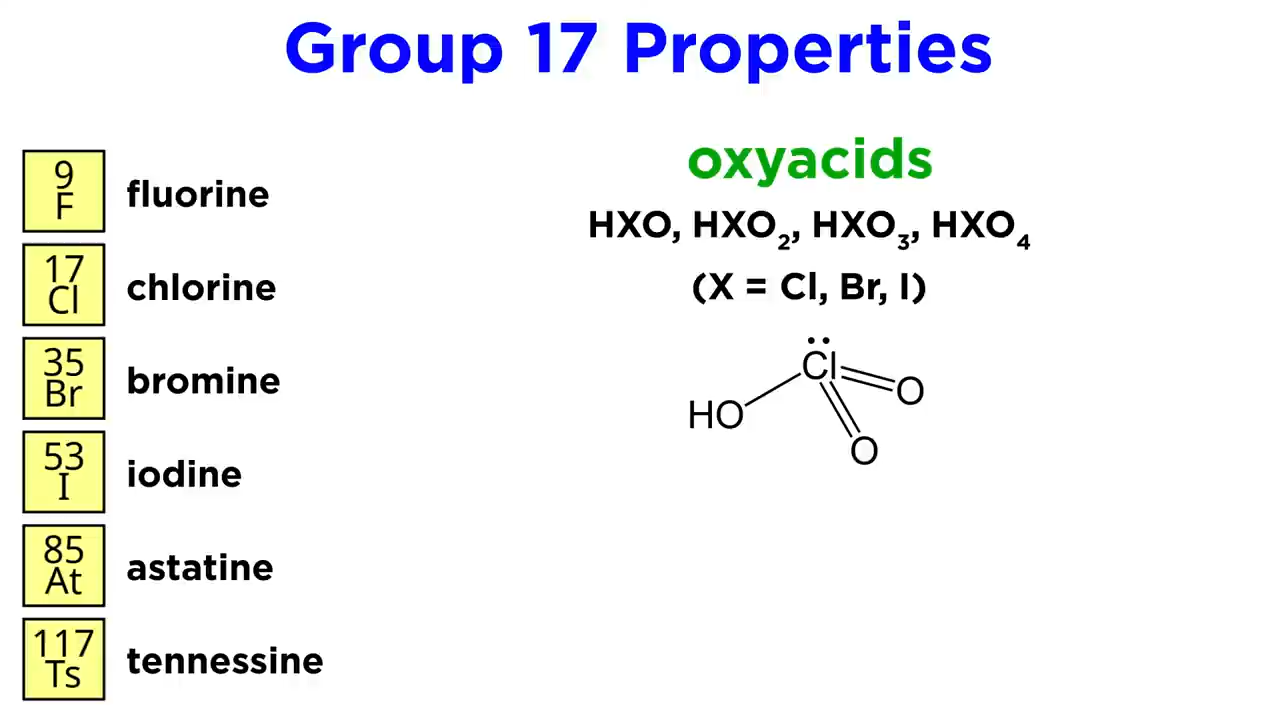 Group 17 Properties
9
F
fluorine
17
Cl
chlorine
35
Br
bromine
53
I
iodine
85
At
astatine
117
Ts
tennessine
oxyacids
HXO, HXO₂, HXO₃, HXO₄
(X = Cl, Br, I)
Cl
HO
O
O